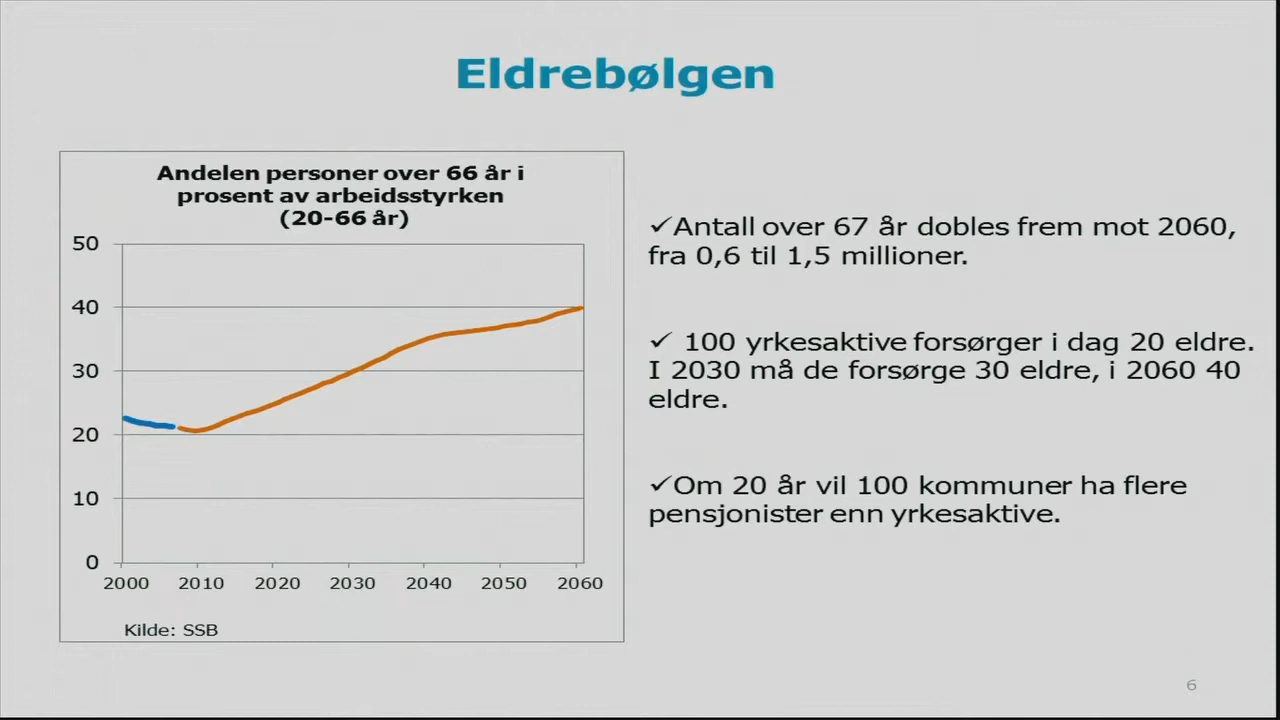 Eldrebølgen
Andelen personer over 66 år i
prosent av arbeidsstyrken
(20-66 år)
50
40
30
20
10
0
2000 2010 2020 2030 2040 2050 2060
Kilde: SSB
✓Antall over 67 år dobles frem mot 2060,
fra 0,6 til 1,5 millioner.
✓ 100 yrkesaktive forsørger i dag 20 eldre.
I 2030 må de forsørge 30 eldre, i 2060 40
eldre.
✓Om 20 år vil 100 kommuner ha flere
pensjonister enn yrkesaktive.
6